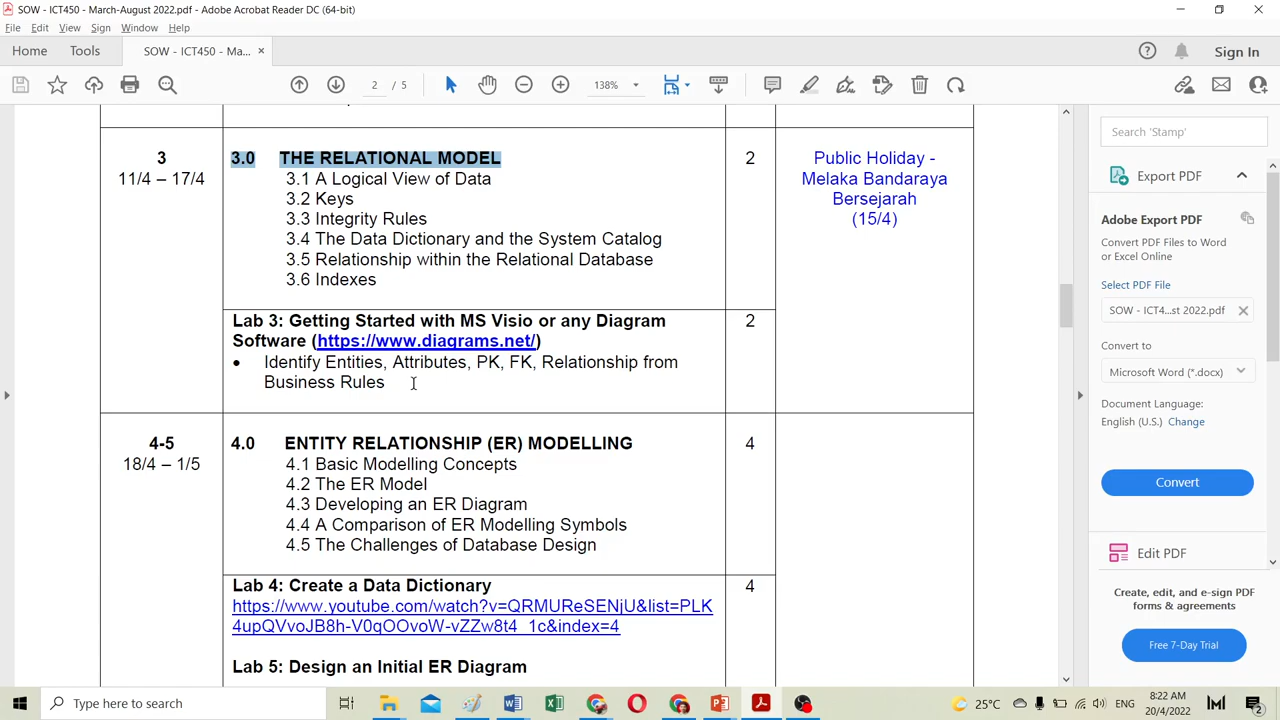 SOW - ICT450 - March-August 2022.pdf - Adobe Acrobat Reader DC (64-bit)
File Edit View Sign Window Help
Home Tools SOW - ICT450 - Ma... × Sign In
2 / 5 138%
3 3.0 THE RELATIONAL MODEL 2 Public Holiday -
11/4 – 17/4 3.1 A Logical View of Data Melaka Bandaraya
3.2 Keys Bersejarah
3.3 Integrity Rules (15/4)
3.4 The Data Dictionary and the System Catalog
3.5 Relationship within the Relational Database
3.6 Indexes
Lab 3: Getting Started with MS Visio or any Diagram 2
Software (https://www.diagrams.net/)
• Identify Entities, Attributes, PK, FK, Relationship from
Business Rules
4-5 4.0 ENTITY RELATIONSHIP (ER) MODELLING 4
18/4 – 1/5 4.1 Basic Modelling Concepts
4.2 The ER Model
4.3 Developing an ER Diagram
4.4 A Comparison of ER Modelling Symbols
4.5 The Challenges of Database Design
Lab 4: Create a Data Dictionary 4
https://www.youtube.com/watch?v=QRMUReSENjU&list=PLK
4upQVvoJB8h-V0qOOvoW-vZZw8t4_1c&index=4
Lab 5: Design an Initial ER Diagram
Search 'Stamp'
Export PDF
Adobe Export PDF
Convert PDF Files to Word
or Excel Online
Select PDF File
SOW - ICT4...st 2022.pdf
Convert to
Microsoft Word (*.docx)
Document Language:
English (U.S.) Change
Convert
Edit PDF
Create, edit, and e-sign PDF
forms & agreements
Free 7-Day Trial
Type here to search
25°C ENG 8:22 AM
20/4/2022 2